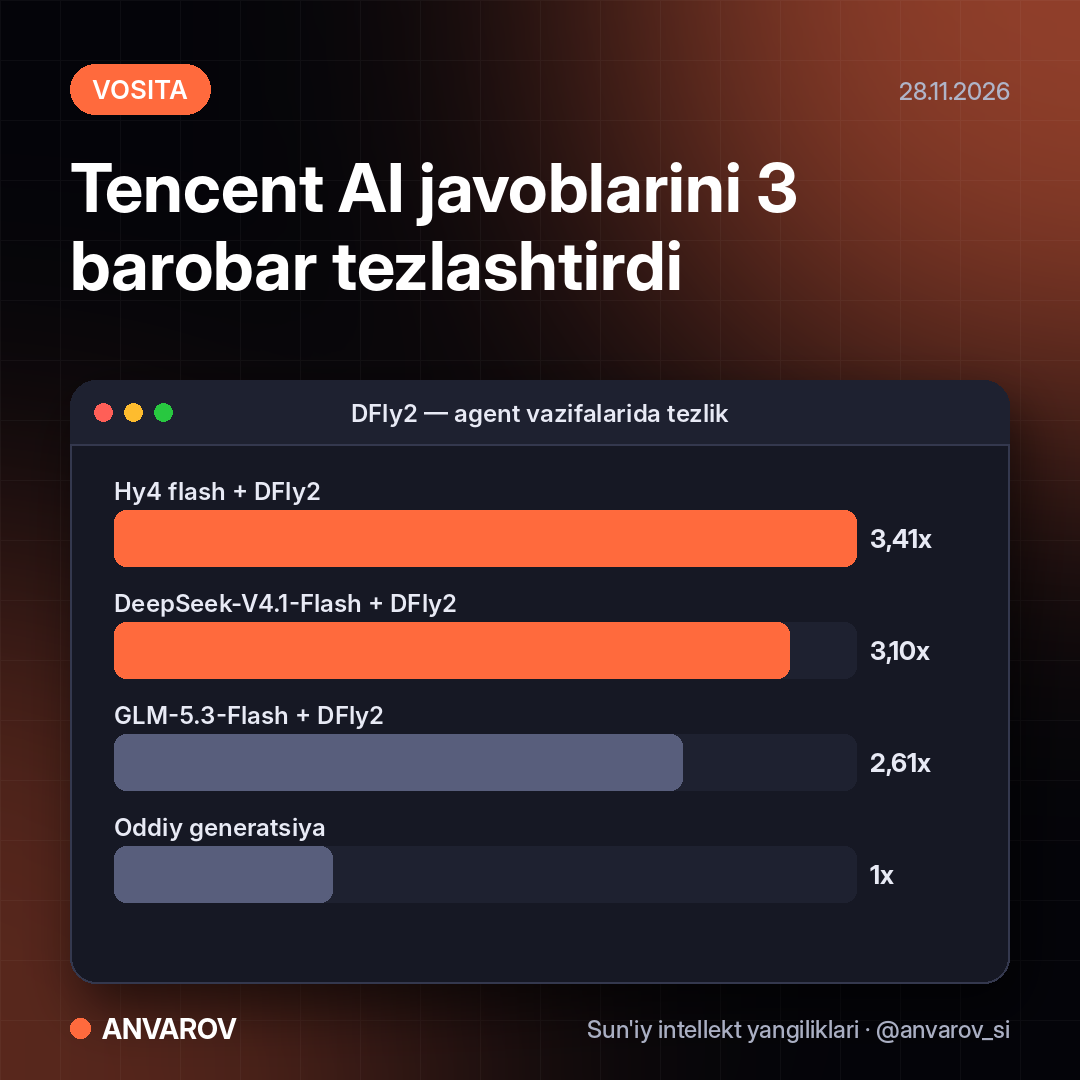 VOSITA
28.11.2026
Tencent AI javoblarini 3
barobar tezlashtirdi
DFly2 — agent vazifalarida tezlik
Hy4 flash + DFly2
3,41x
DeepSeek-V4.1-Flash + DFly2
3,10x
GLM-5.3-Flash + DFly2
2,61x
Oddiy generatsiya
1x
ANVAROV
Sun'iy intellekt yangiliklari · @anvarov_si